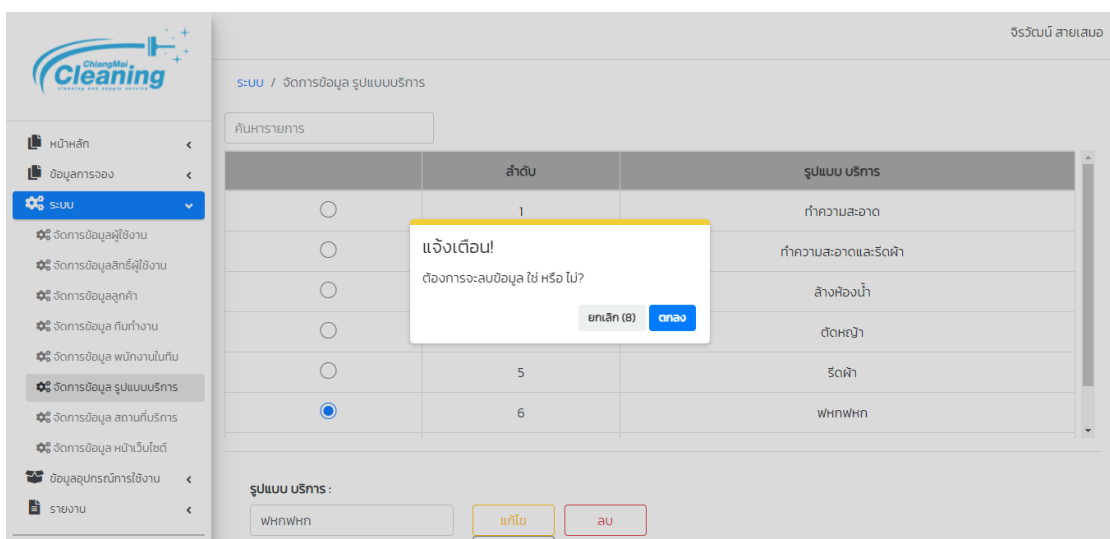 จิรวัฒน์ สายเสมอ
ChiangMai
Cleaning
cleaning and supply service
ระบบ / จัดการข้อมูล รูปแบบบริการ
ค้นหารายการ
หน้าหลัก
ข้อมูลการจอง
ระบบ
จัดการข้อมูลผู้ใช้งาน
จัดการข้อมูลสิทธิ์ผู้ใช้งาน
จัดการข้อมูลลูกค้า
จัดการข้อมูล ทีมทำงาน
จัดการข้อมูล พนักงานในทีม
จัดการข้อมูล รูปแบบบริการ
จัดการข้อมูล สถานที่บริการ
จัดการข้อมูล หน้าเว็บไซต์
ข้อมูลอุปกรณ์การใช้งาน
รายงาน
ลำดับ รูปแบบ บริการ
1 ทำความสะอาด
ทำความสะอาดและรีดผ้า
ล้างห้องน้ำ
ตัดหญ้า
5 รีดผ้า
6 ฟหกฟหก
แจ้งเตือน!
ต้องการจะลบข้อมูล ใช่ หรือ ไม่?
ยกเลิก (8) ตกลง
รูปแบบ บริการ :
ฟหกฟหก แก้ไข ลบ